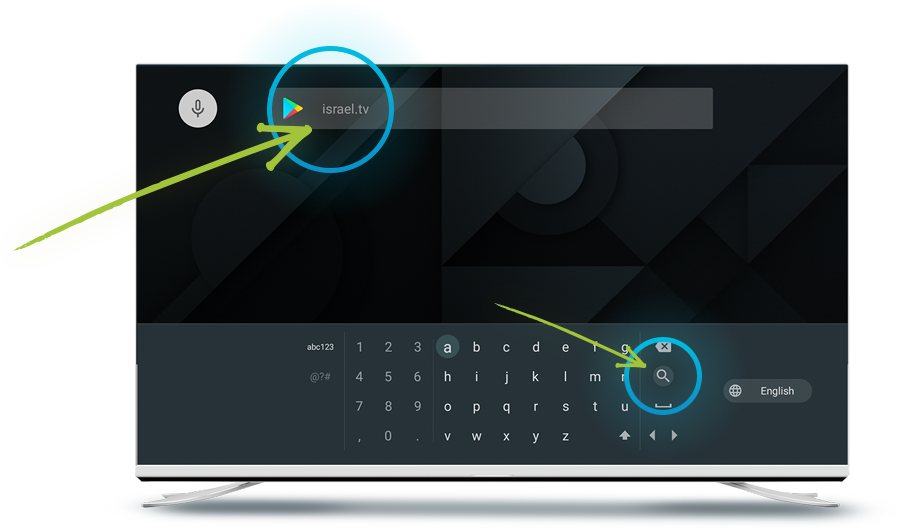 israel.tv
abc123 1 2 3 a b c d e f g
@?# 4 5 6 h i j k l m n
7 8 9 o p q r s t u
English
, 0 . v w x y z